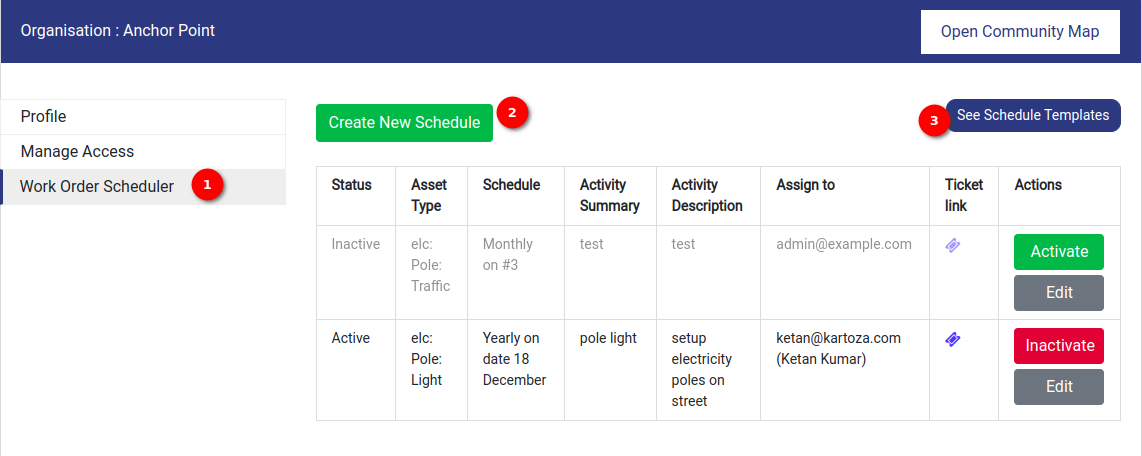 Organisation : Anchor Point
Open Community Map
Profile
Manage Access
Work Order Scheduler
1
Create New Schedule
2
3
See Schedule Templates
Status
Asset
Type
Schedule
Activity
Summary
Activity
Description
Assign to
Ticket
link
Actions
Inactive
elc:
Pole:
Traffic
Monthly
on #3
test
test
admin@example.com
Activate
Edit
Active
elc:
Pole:
Light
Yearly on
date 18
December
pole light
setup
electricity
poles on
street
ketan@kartoza.com
(Ketan Kumar)
Inactivate
Edit